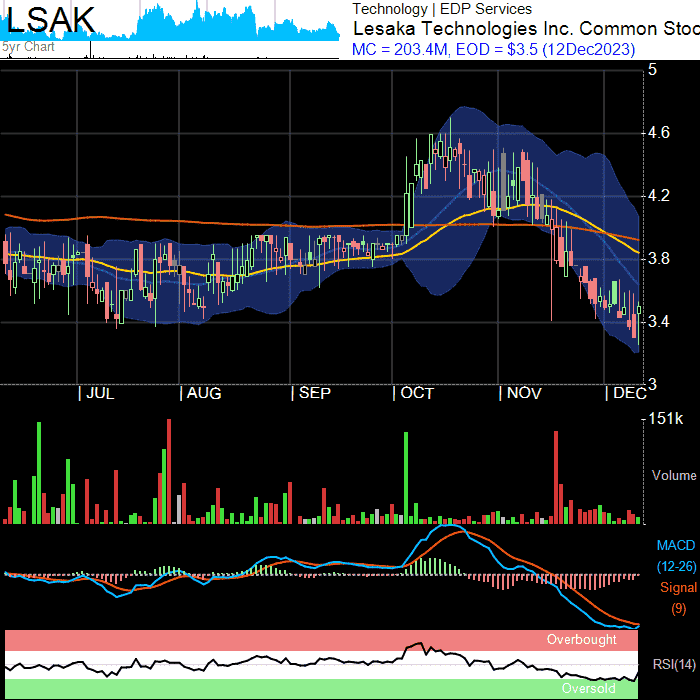 LSAK
5yr Chart
Technology | EDP Services
Lesaka Technologies Inc. Common Stoc
MC = 203.4M, EOD = $3.5 (12Dec2023)
5
4.6
4.2
3.8
3.4
3
| JUL
| AUG
| SEP
| OCT
| NOV
| DEC
151k
Volume
MACD
(12-26)
Signal
(9)
Overbought
RSI(14)
Oversold